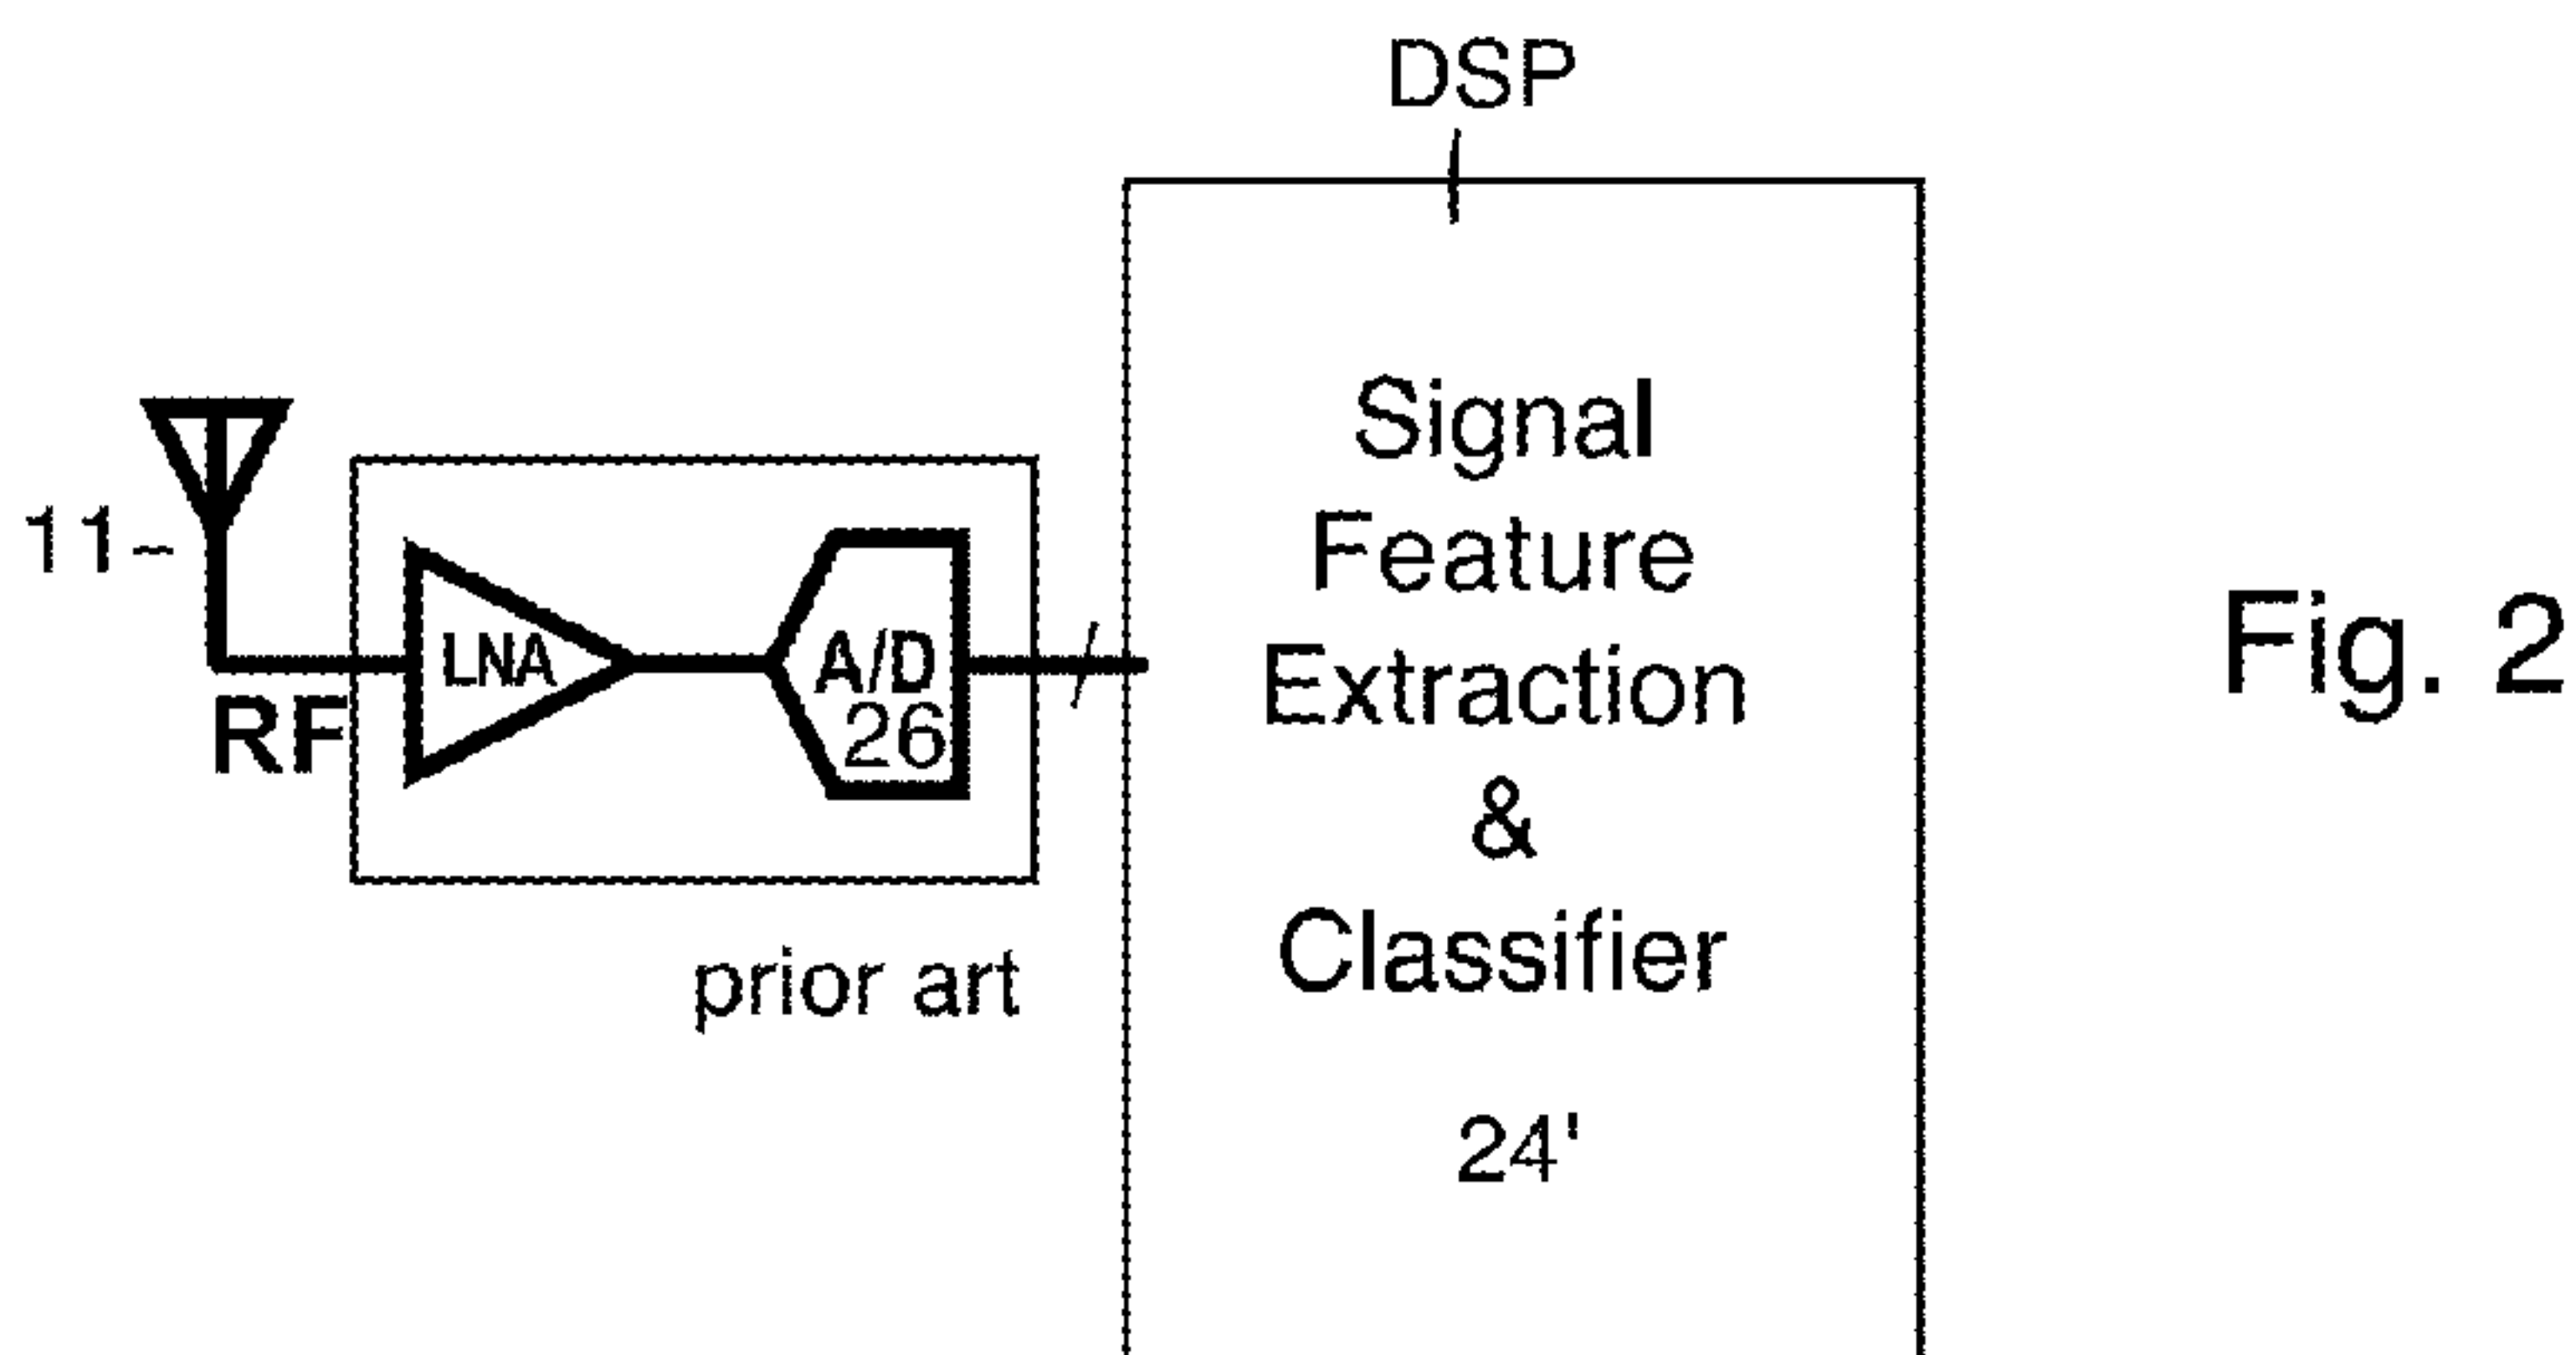 DSP
11
RF
LNA
A/D
26
prior art
Signal
Feature
Extraction
&
Classifier
24'
Fig. 2